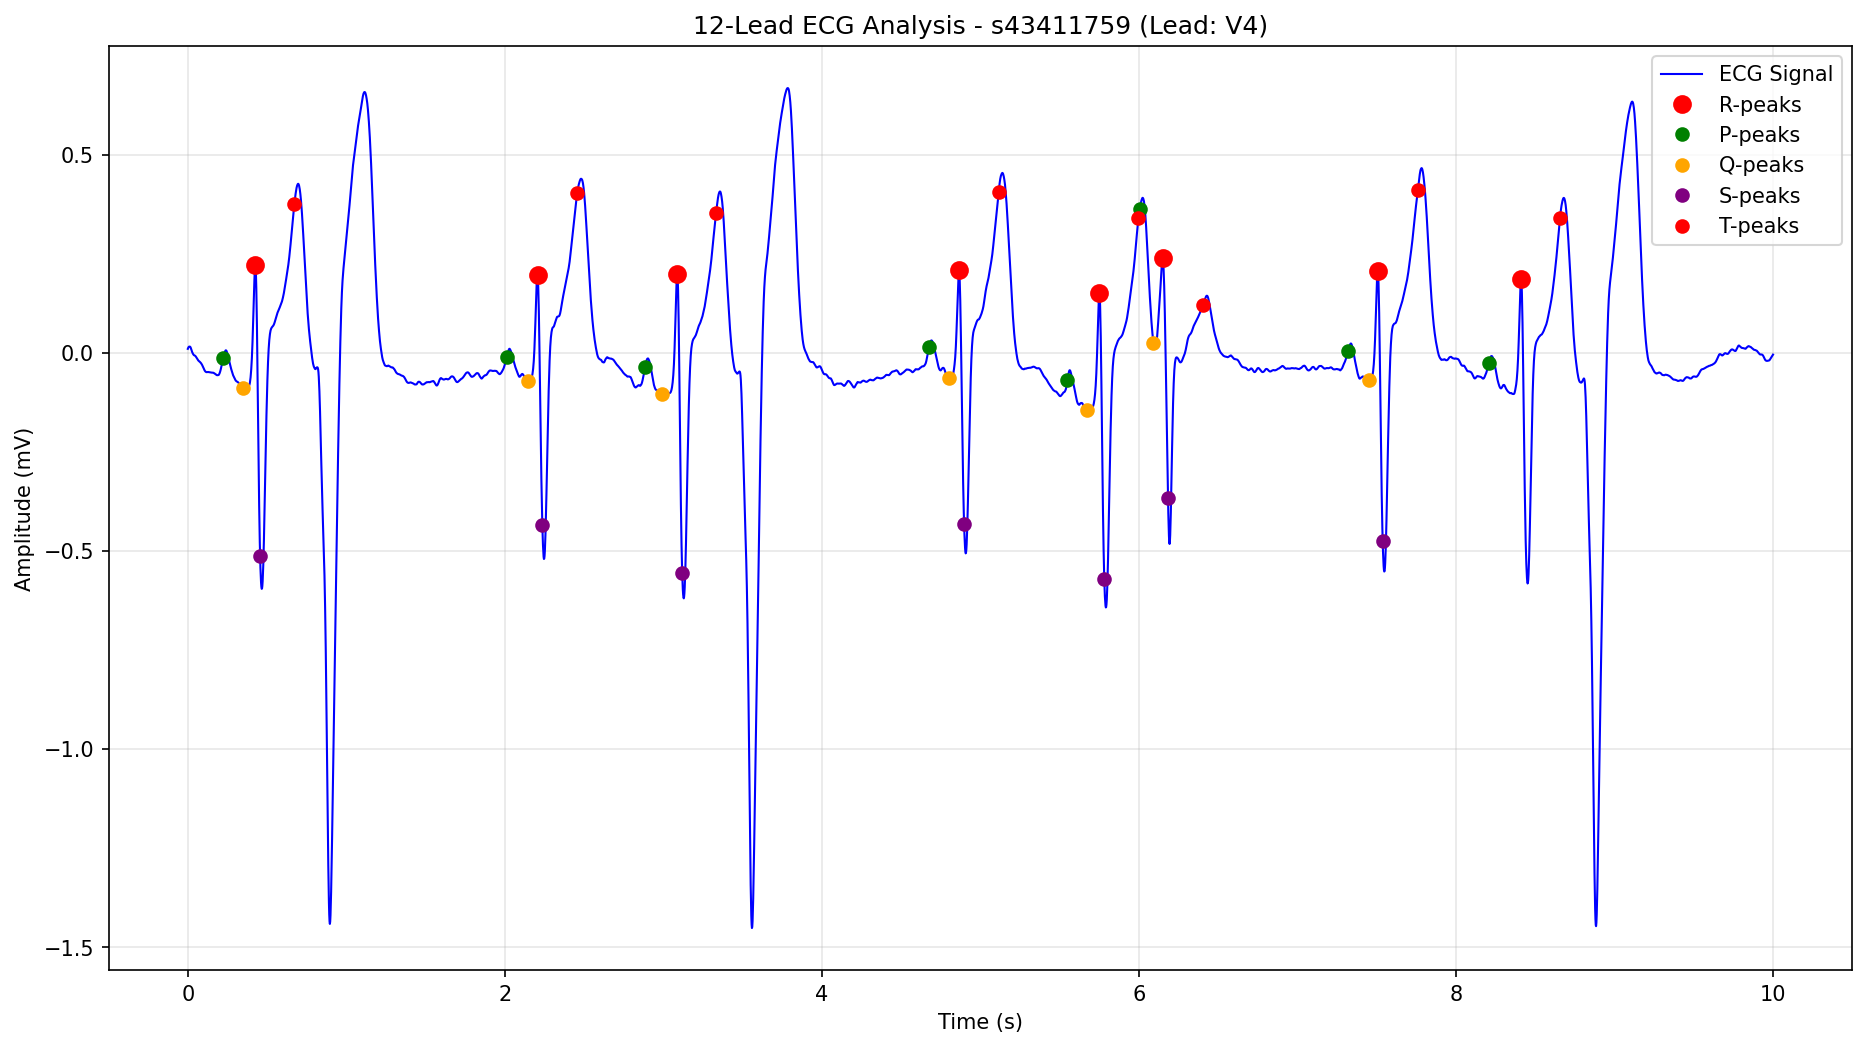 12-Lead ECG Analysis - s43411759 (Lead: V4)
ECG Signal
R-peaks
P-peaks
Q-peaks
S-peaks
T-peaks
Amplitude (mV)
0.5
0.0
−0.5
−1.0
−1.5
0 2 4 6 8 10
Time (s)